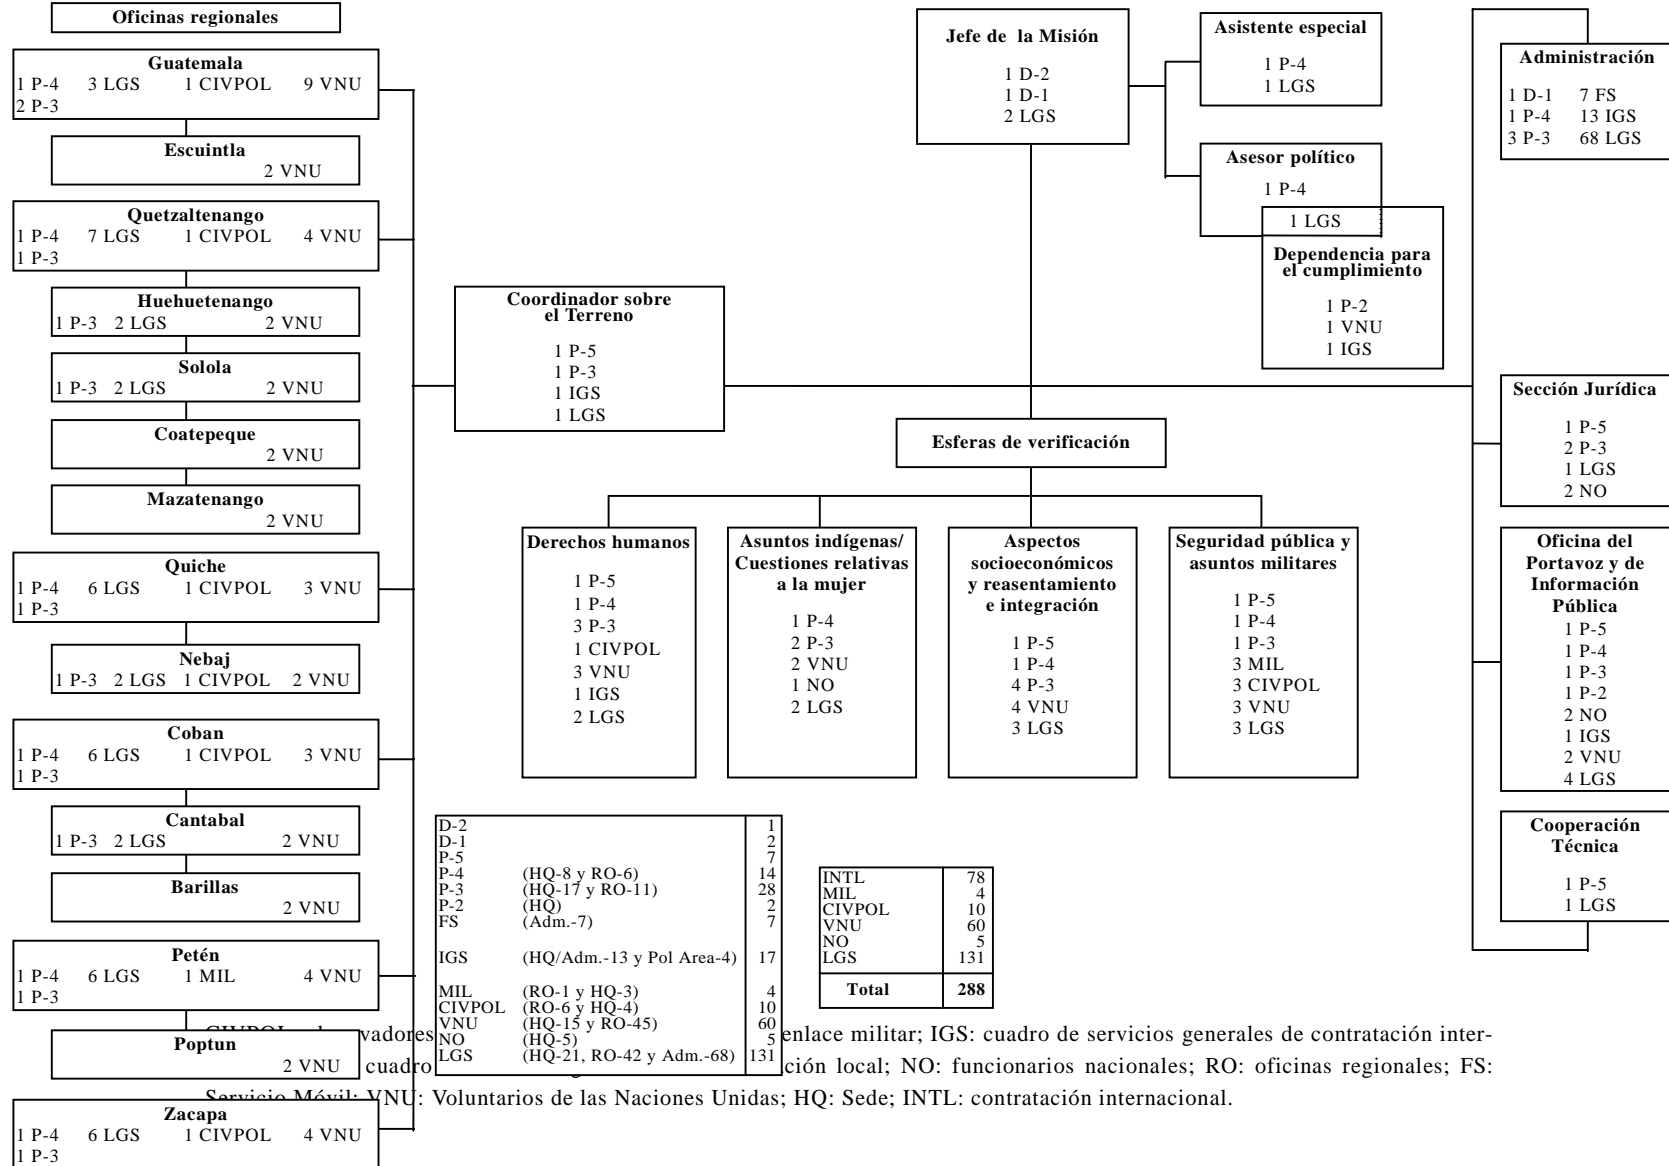 Oficinas regionales
Guatemala
1 P-4 3 LGS 1 CIVPOL 9 VNU
2 P-3
Escuintla
2 VNU
Quetzaltenango
1 P-4 7 LGS 1 CIVPOL 4 VNU
1 P-3
Huehuetenango
1 P-3 2 LGS 2 VNU
Solola
1 P-3 2 LGS 2 VNU
Coatepeque
2 VNU
Mazatenango
2 VNU
Quiche
1 P-4 6 LGS 1 CIVPOL 3 VNU
1 P-3
Nebaj
1 P-3 2 LGS 1 CIVPOL 2 VNU
Coban
1 P-4 6 LGS 1 CIVPOL 3 VNU
1 P-3
Cantabal
1 P-3 2 LGS 2 VNU
Barillas
2 VNU
Petén
1 P-4 6 LGS 1 MIL 4 VNU
1 P-3
Poptun
2 VNU
Zacapa
1 P-4 6 LGS 1 CIVPOL 4 VNU
1 P-3
Coordinador sobre
el Terreno
1 P-5
1 P-3
1 IGS
1 LGS
Jefe de la Misión
1 D-2
1 D-1
2 LGS
Asistente especial
1 P-4
1 LGS
Asesor político
1 P-4
1 LGS
Dependencia para
el cumplimiento
1 P-2
1 VNU
1 IGS
Esferas de verificación
Derechos humanos
1 P-5
1 P-4
3 P-3
1 CIVPOL
3 VNU
1 IGS
2 LGS
Asuntos indígenas/
Cuestiones relativas
a la mujer
1 P-4
2 P-3
2 VNU
1 NO
2 LGS
Aspectos
socioeconómicos
y reasentamiento
e integración
1 P-5
1 P-4
4 P-3
4 VNU
3 LGS
Seguridad pública y
asuntos militares
1 P-5
1 P-4
1 P-3
3 MIL
3 CIVPOL
3 VNU
3 LGS
Administración
1 D-1 7 FS
1 P-4 13 IGS
3 P-3 68 LGS
Sección Jurídica
1 P-5
2 P-3
1 LGS
2 NO
Oficina del
Portavoz y de
Información
Pública
1 P-5
1 P-4
1 P-3
1 P-2
2 NO
1 IGS
2 VNU
4 LGS
Cooperación
Técnica
1 P-5
1 LGS
D-2 1
D-1 2
P-5 7
P-4 (HQ-8 y RO-6) 14
P-3 (HQ-17 y RO-11) 28
P-2 (HQ) 2
FS (Adm.-7) 7
IGS (HQ/Adm.-13 y Pol Area-4) 17
MIL (RO-1 y HQ-3) 4
CIVPOL (RO-6 y HQ-4) 10
VNU (HQ-15 y RO-45) 60
NO (HQ-5) 5
LGS (HQ-21, RO-42 y Adm.-68) 131
INTL 78
MIL 4
CIVPOL 10
VNU 60
NO 5
LGS 131
Total 288
vadores enlace militar; IGS: cuadro de servicios generales de contratación inter-
cuadro ción local; NO: funcionarios nacionales; RO: oficinas regionales; FS:
Servicio Móvil; VNU: Voluntarios de las Naciones Unidas; HQ: Sede; INTL: contratación internacional.